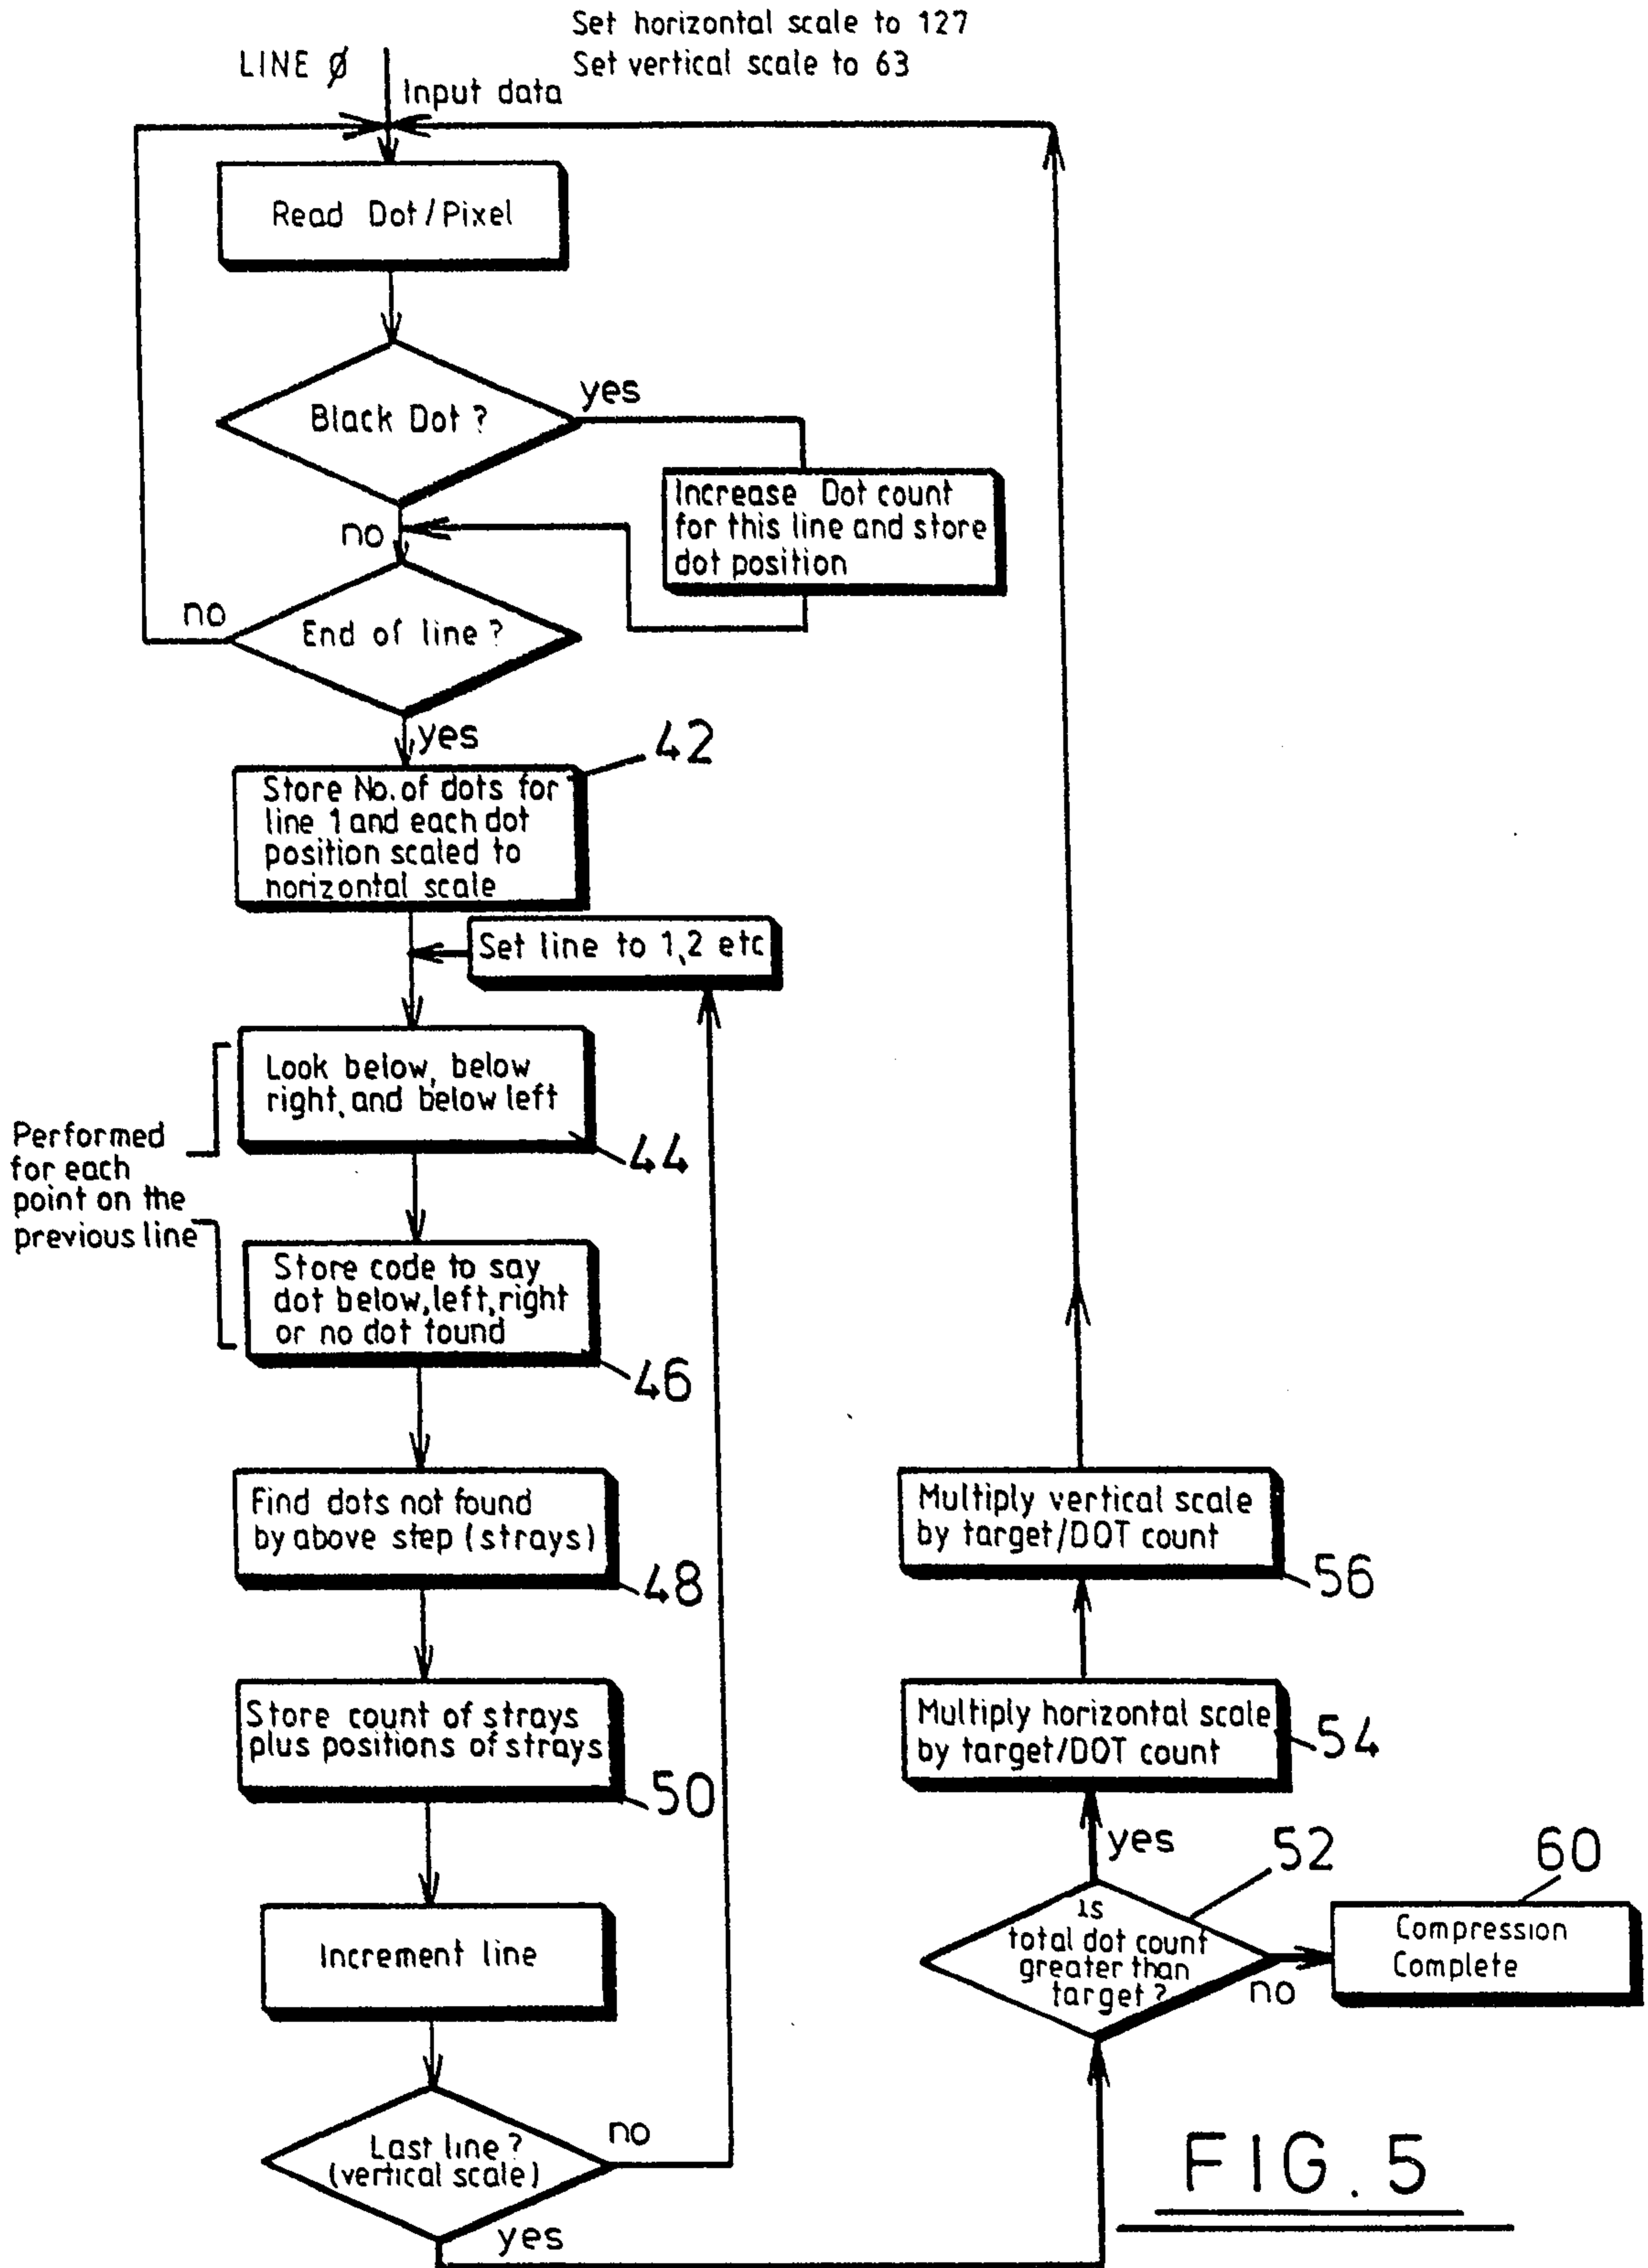 Set horizontal scale to 127
Set vertical scale to 63
LINE Ø
Input data
Read Dot/Pixel
Black Dot ?
yes
Increase Dot count
for this line and store
dot position
no
End of line ?
no
yes
42
Store No. of dots for
line 1 and each dot
position scaled to
horizontal scale
Set line to 1,2 etc
Look below, below
right, and below left
44
Performed
for each
point on the
previous line
Store code to say
dot below, left, right
or no dot found
46
Find dots not found
by above step (strays)
48
Store count of strays
plus positions of strays
50
Increment line
Last line ?
(vertical scale)
no
yes
Multiply vertical scale
by target/DOT count
56
Multiply horizontal scale
by target/DOT count
54
yes
52
is
total dot count
greater than
target ?
no
60
Compression
Complete
FIG. 5